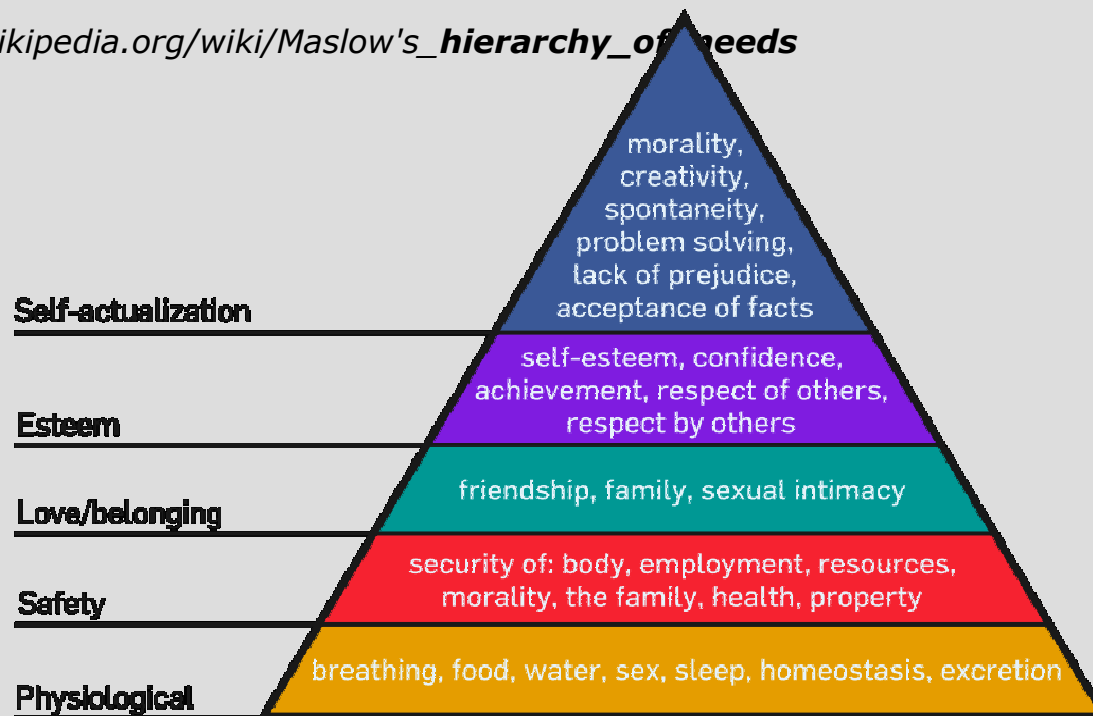 ikipedia.org/wiki/Maslow's_hierarchy_of_needs
morality,
creativity,
spontaneity,
problem solving,
lack of prejudice,
acceptance of facts
Self-actualization
self-esteem, confidence,
achievement, respect of others,
respect by others
Esteem
friendship, family, sexual intimacy
Love/belonging
security of: body, employment, resources,
morality, the family, health, property
Safety
breathing, food, water, sex, sleep, homeostasis, excretion
Physiological